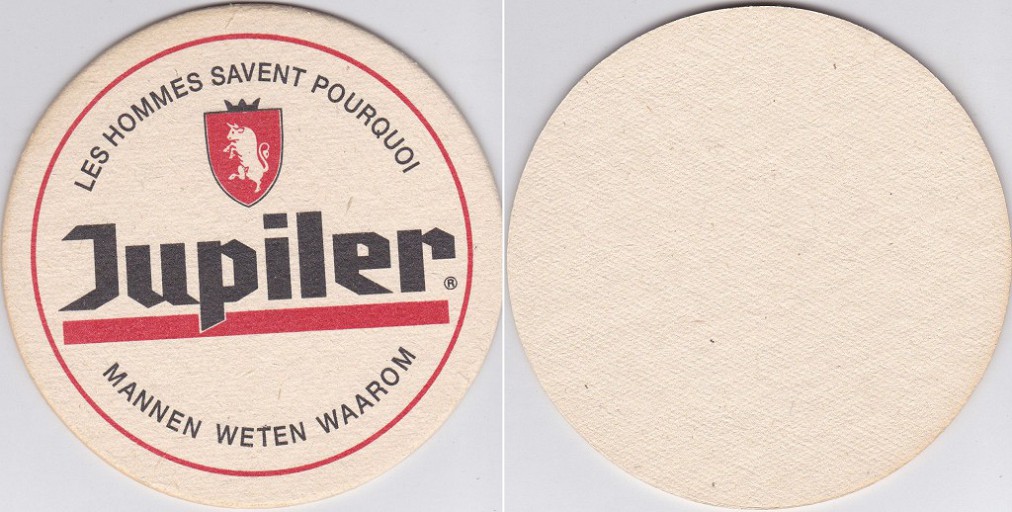 LES HOMMES SAVENT POURQUOI
Jupiler®
MANNEN WETEN WAAROM